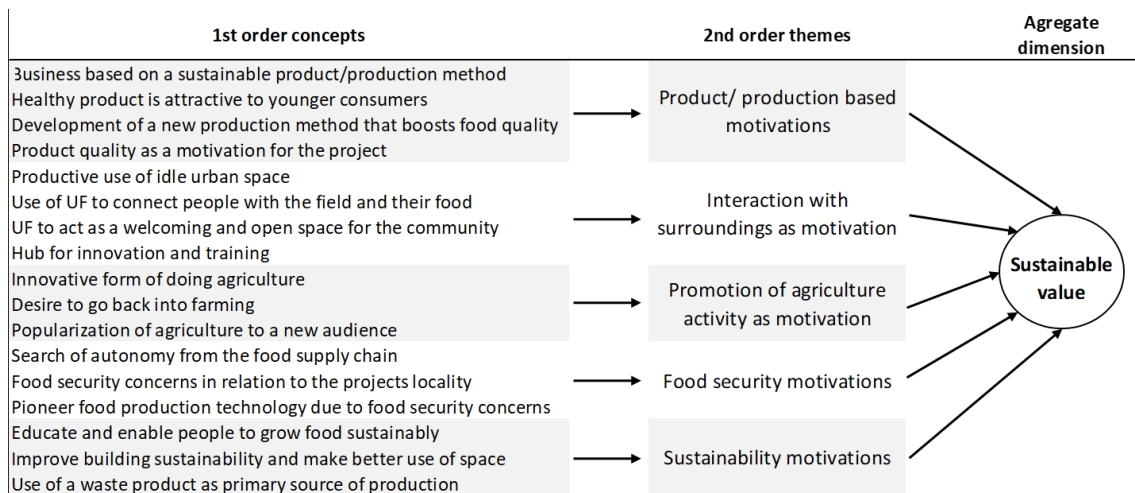 1st order concepts
2nd order themes
Agregate
dimension
Business based on a sustainable product/production method
Healthy product is attractive to younger consumers
Development of a new production method that boosts food quality
Product quality as a motivation for the project
Product/ production based
motivations
Productive use of idle urban space
Use of UF to connect people with the field and their food
UF to act as a welcoming and open space for the community
Hub for innovation and training
Interaction with
surroundings as motivation
Innovative form of doing agriculture
Desire to go back into farming
Popularization of agriculture to a new audience
Promotion of agriculture
activity as motivation
Search of autonomy from the food supply chain
Food security concerns in relation to the projects locality
Pioneer food production technology due to food security concerns
Food security motivations
Educate and enable people to grow food sustainably
Improve building sustainability and make better use of space
Use of a waste product as primary source of production
Sustainability motivations
Sustainable
value